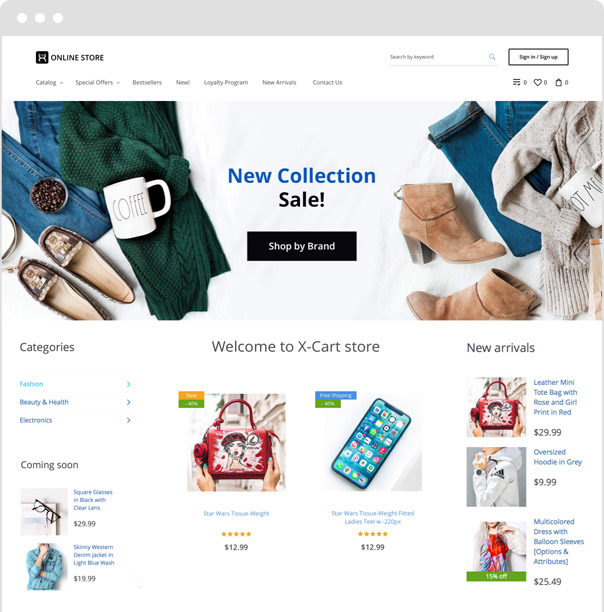 ONLINE STORE
Search by keyword
Sign in / Sign up
Catalog
Special Offers
Bestsellers
New!
Loyalty Program
New Arrivals
Contact Us
0
0
0
COFFEE
New Collection
Sale!
Shop by Brand
Categories
Fashion
Beauty & Health
Electronics
Coming soon
Square Glasses
in Black with
Clear Lens
$29.99
Skinny Western
Denim Jacket in
Light Blue Wash
$19.99
Welcome to X-Cart store
New
- 40%
Star Wars Tissue-Weight
$12.99
Free Shipping
- 40%
Star Wars Tissue-Weight Fitted
Ladies Teel w -220px
$12.99
New arrivals
Leather Mini
Tote Bag with
Rose and Girl
Print in Red
$29.99
Oversized
Hoodie in Grey
$9.99
Multicolored
Dress with
Balloon Sleeves
[Options &
Attributes]
15% off
$25.49